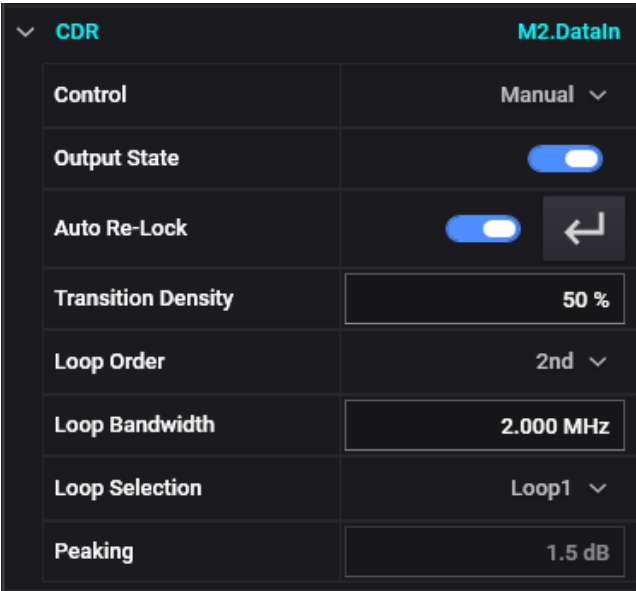 CDR M2.DataIn
Control Manual
Output State
Auto Re-Lock
Transition Density 50 %
Loop Order 2nd
Loop Bandwidth 2.000 MHz
Loop Selection Loop1
Peaking 1.5 dB